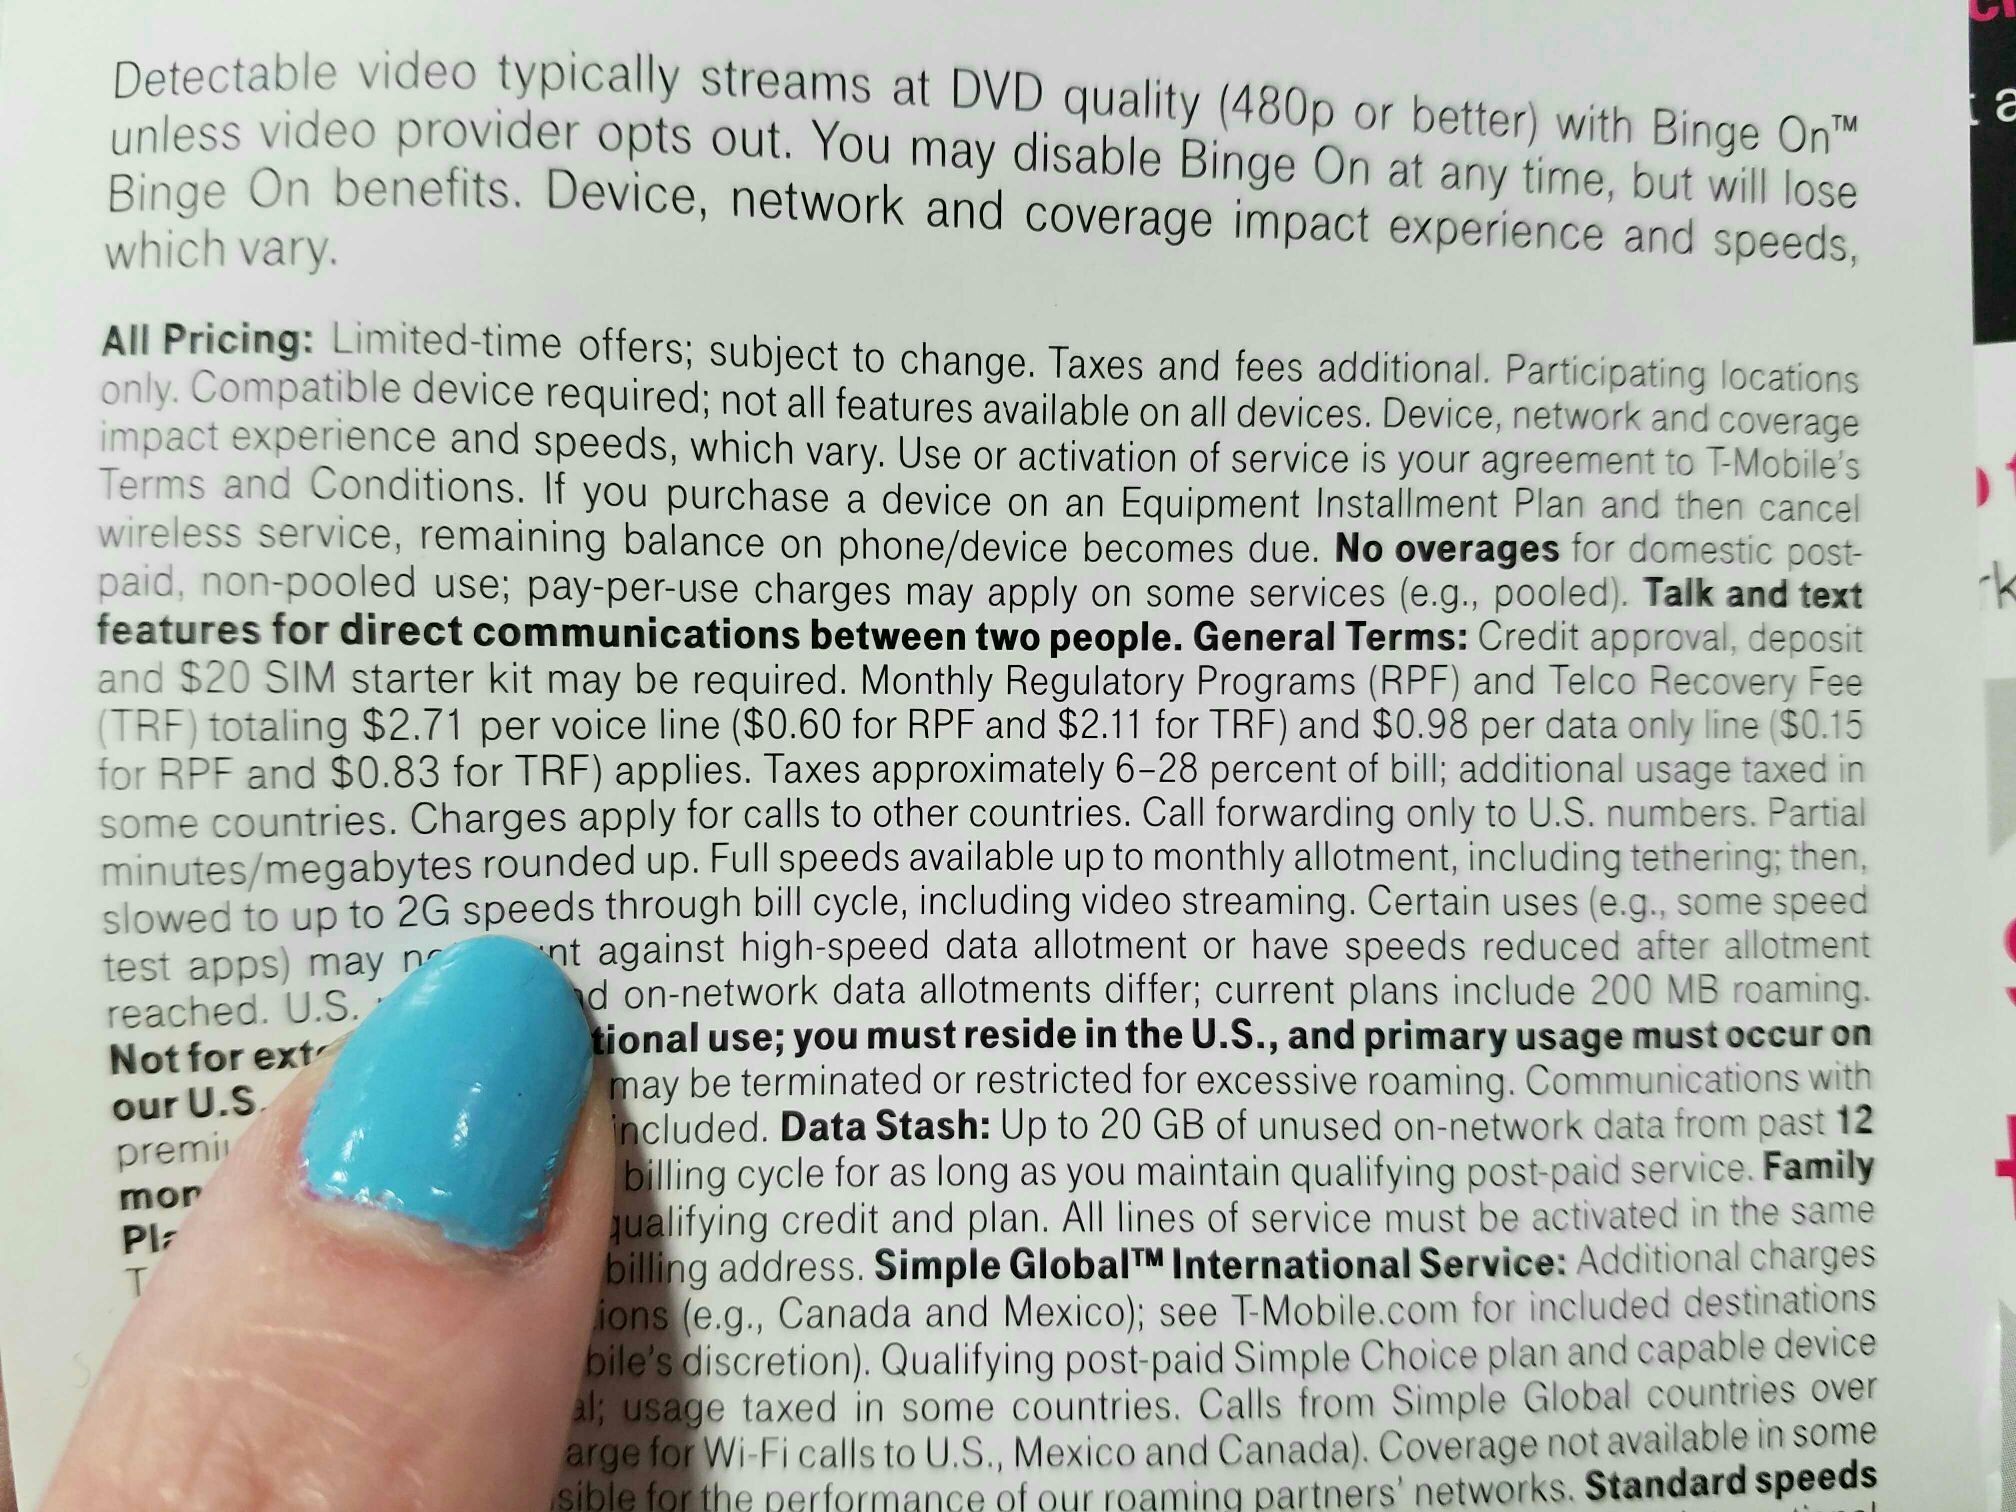 Detectable video typically streams at DVD quality (480p or better) with Binge On™
unless video provider opts out. You may disable Binge On at any time, but will lose
Binge On benefits. Device, network and coverage impact experience and speeds,
which vary.
All Pricing: Limited-time offers; subject to change. Taxes and fees additional. Participating locations
only. Compatible device required; not all features available on all devices. Device, network and coverage
impact experience and speeds, which vary. Use or activation of service is your agreement to T-Mobile's
Terms and Conditions. If you purchase a device on an Equipment Installment Plan and then cancel
wireless service, remaining balance on phone/device becomes due. No overages for domestic post-
paid, non-pooled use; pay-per-use charges may apply on some services (e.g., pooled). Talk and text
features for direct communications between two people. General Terms: Credit approval, deposit
and $20 SIM starter kit may be required. Monthly Regulatory Programs (RPF) and Telco Recovery Fee
(TRF) totaling $2.71 per voice line ($0.60 for RPF and $2.11 for TRF) and $0.98 per data only line ($0.15
for RPF and $0.83 for TRF) applies. Taxes approximately 6–28 percent of bill; additional usage taxed in
some countries. Charges apply for calls to other countries. Call forwarding only to U.S. numbers. Partial
minutes/megabytes rounded up. Full speeds available up to monthly allotment, including tethering; then,
slowed to up to 2G speeds through bill cycle, including video streaming. Certain uses (e.g., some speed
test apps) may against high-speed data allotment or have speeds reduced after allotment
reached. U.S. on-network data allotments differ; current plans include 200 MB roaming.
Not for use; you must reside in the U.S., and primary usage must occur on
our U.S. may be terminated or restricted for excessive roaming. Communications with
included. Data Stash: Up to 20 GB of unused on-network data from past 12
billing cycle for as long as you maintain qualifying post-paid service. Family
qualifying credit and plan. All lines of service must be activated in the same
billing address. Simple Global™ International Service: Additional charges
(e.g., Canada and Mexico); see T-Mobile.com for included destinations
discretion). Qualifying post-paid Simple Choice plan and capable device
usage taxed in some countries. Calls from Simple Global countries over
for Wi-Fi calls to U.S., Mexico and Canada). Coverage not available in some
for the performance of our roaming partners' networks. Standard speeds